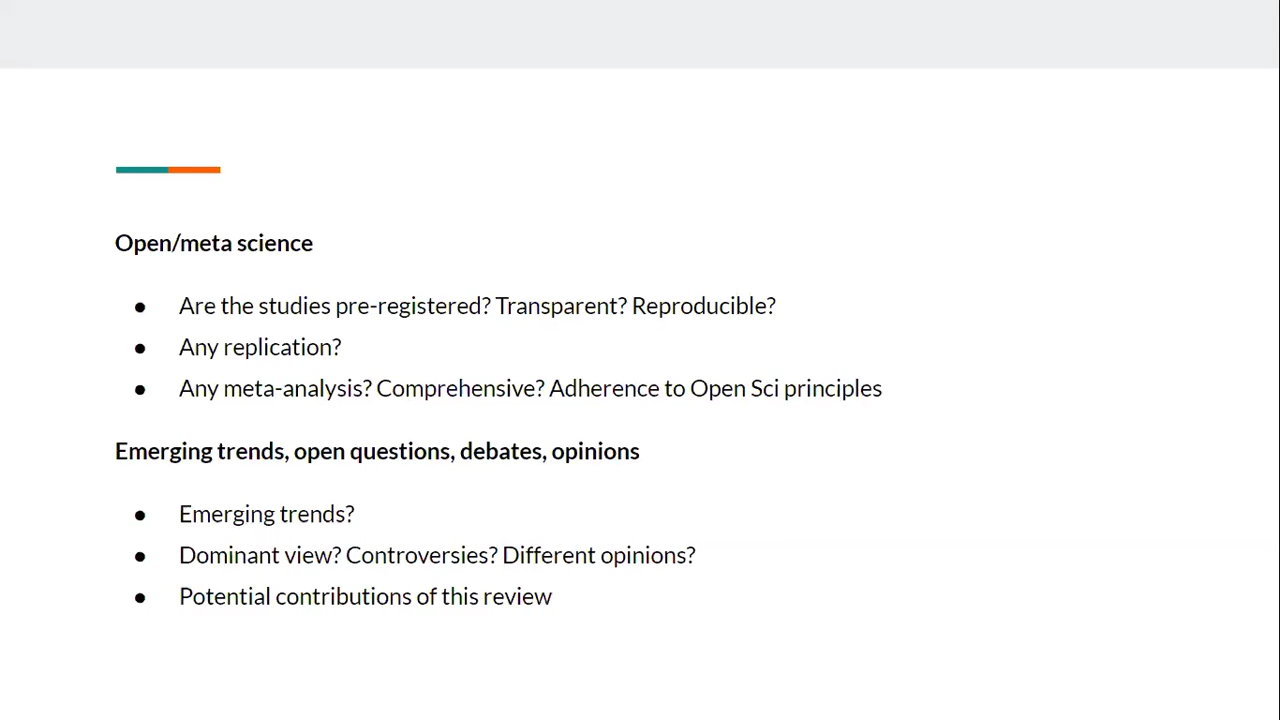 Open/meta science
● Are the studies pre-registered? Transparent? Reproducible?
● Any replication?
● Any meta-analysis? Comprehensive? Adherence to Open Sci principles
Emerging trends, open questions, debates, opinions
● Emerging trends?
● Dominant view? Controversies? Different opinions?
● Potential contributions of this review